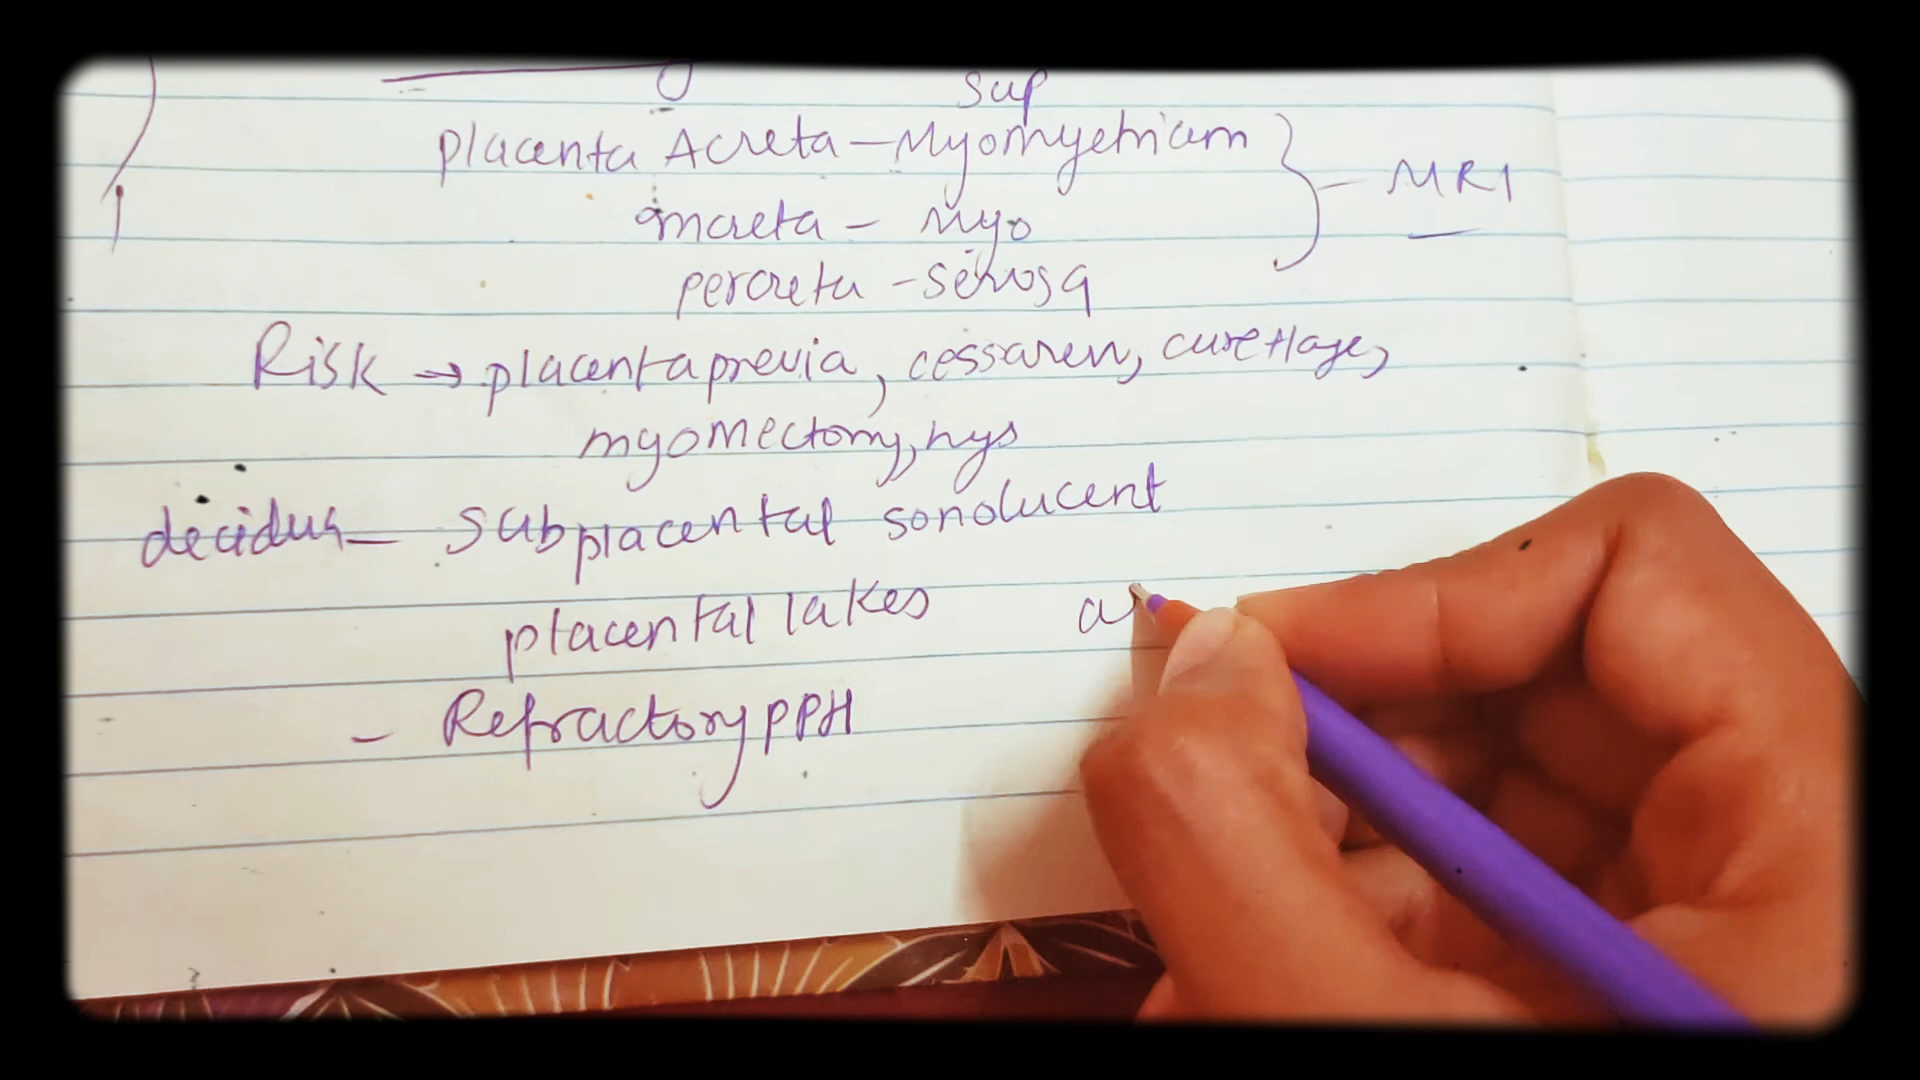 Sup
placenta Acreta – Myomyetrium } – MRI
increta – Myo
percreta – serosa
Risk → placenta previa, cessaren, curettage,
myomectomy, hys
decidus – Subplacental sonolucent
placental lakes a
– Refractory PPH